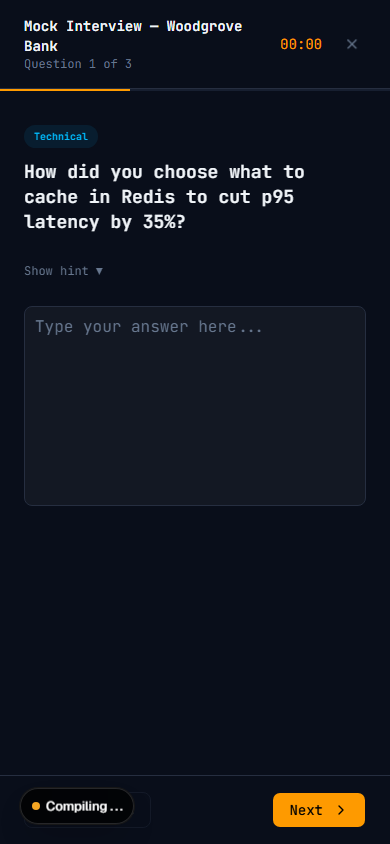 Mock Interview — Woodgrove
Bank
Question 1 of 3
00:00
Technical
How did you choose what to
cache in Redis to cut p95
latency by 35%?
Show hint ▼
Type your answer here...
Compiling...
Next